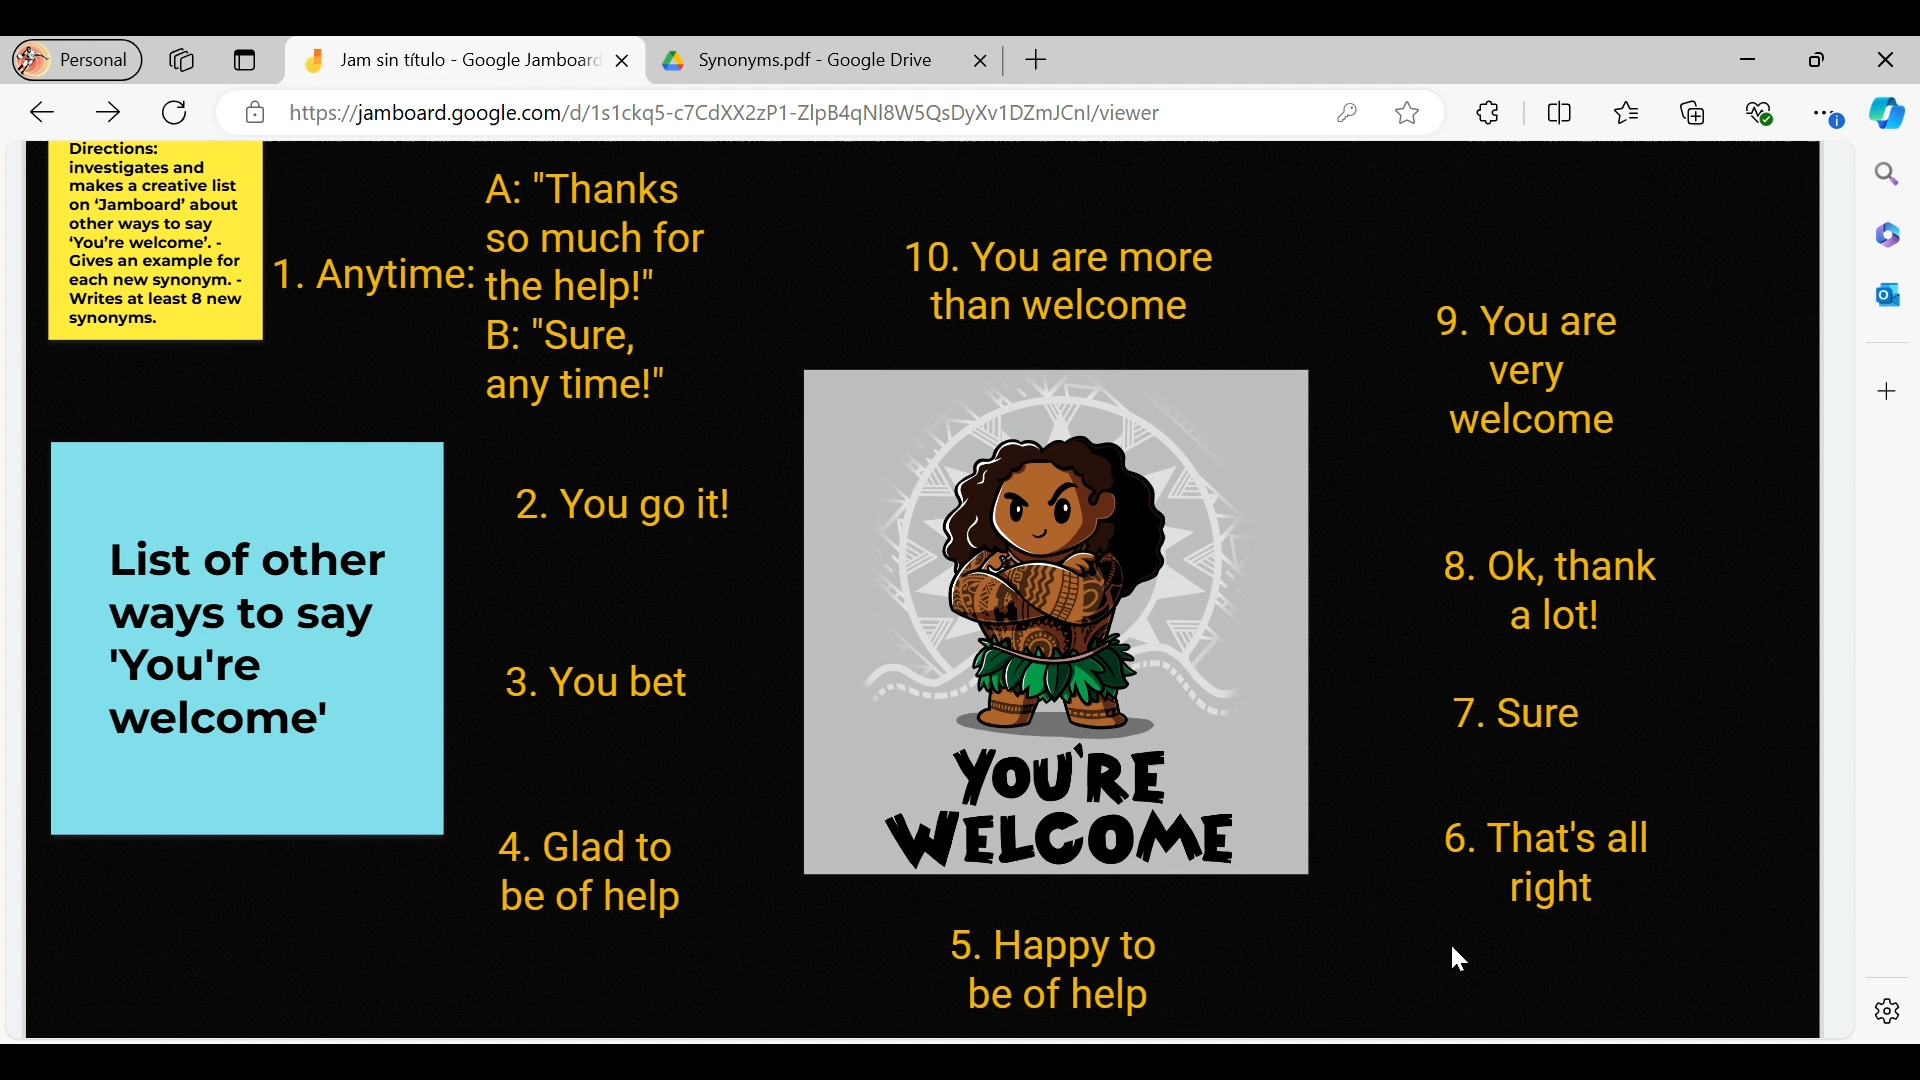 Personal
Jam sin título - Google Jamboard
Synonyms.pdf - Google Drive
https://jamboard.google.com/d/1s1ckq5-c7CdXX2zP1-ZlpB4qNl8W5QsDyXv1DZmJCnI/viewer
Directions:
investigates and
makes a creative list
on ‘Jamboard’ about
other ways to say
‘You’re welcome’. -
Gives an example for
each new synonym. -
Writes at least 8 new
synonyms.
1. Anytime:
A: "Thanks
so much for
the help!"
B: "Sure,
any time!"
List of other
ways to say
'You're
welcome'
2. You go it!
3. You bet
4. Glad to
be of help
5. Happy to
be of help
YOU'RE
WELCOME
10. You are more
than welcome
9. You are
very
welcome
8. Ok, thank
a lot!
7. Sure
6. That's all
right